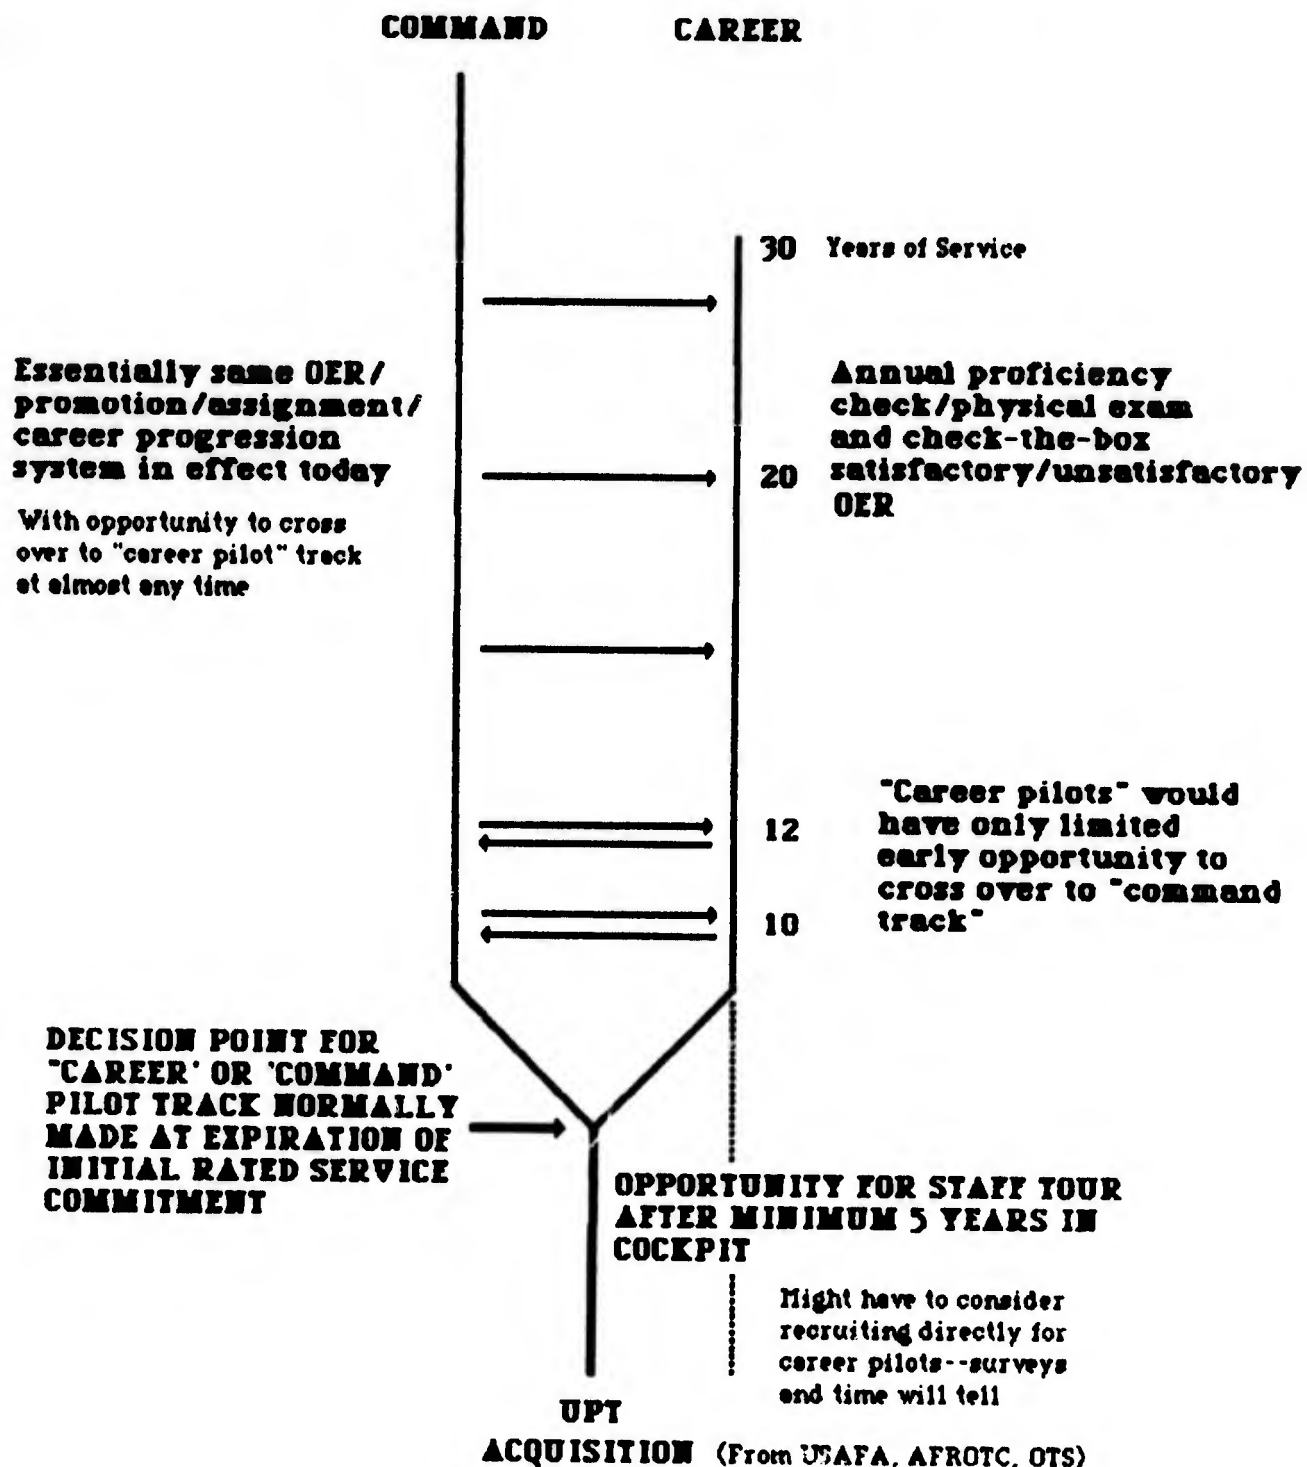 COMMAND CAREER
30 Years of Service
Essentially same OER/
promotion/assignment/
career progression
system in effect today
With opportunity to cross
over to "career pilot" track
at almost any time
Annual proficiency
check/physical exam
and check-the-box
20 satisfactory/unsatisfactory
OER
12
"Career pilots" would
have only limited
early opportunity to
cross over to "command
track"
10
DECISION POINT FOR
"CAREER' OR 'COMMAND'
PILOT TRACK NORMALLY
MADE AT EXPIRATION OF
INITIAL RATED SERVICE
COMMITMENT
OPPORTUNITY FOR STAFF TOUR
AFTER MINIMUM 5 YEARS IN
COCKPIT
Might have to consider
recruiting directly for
career pilots--surveys
and time will tell
UPT
ACQUISITION (From USAFA, AFROTC, OTS)